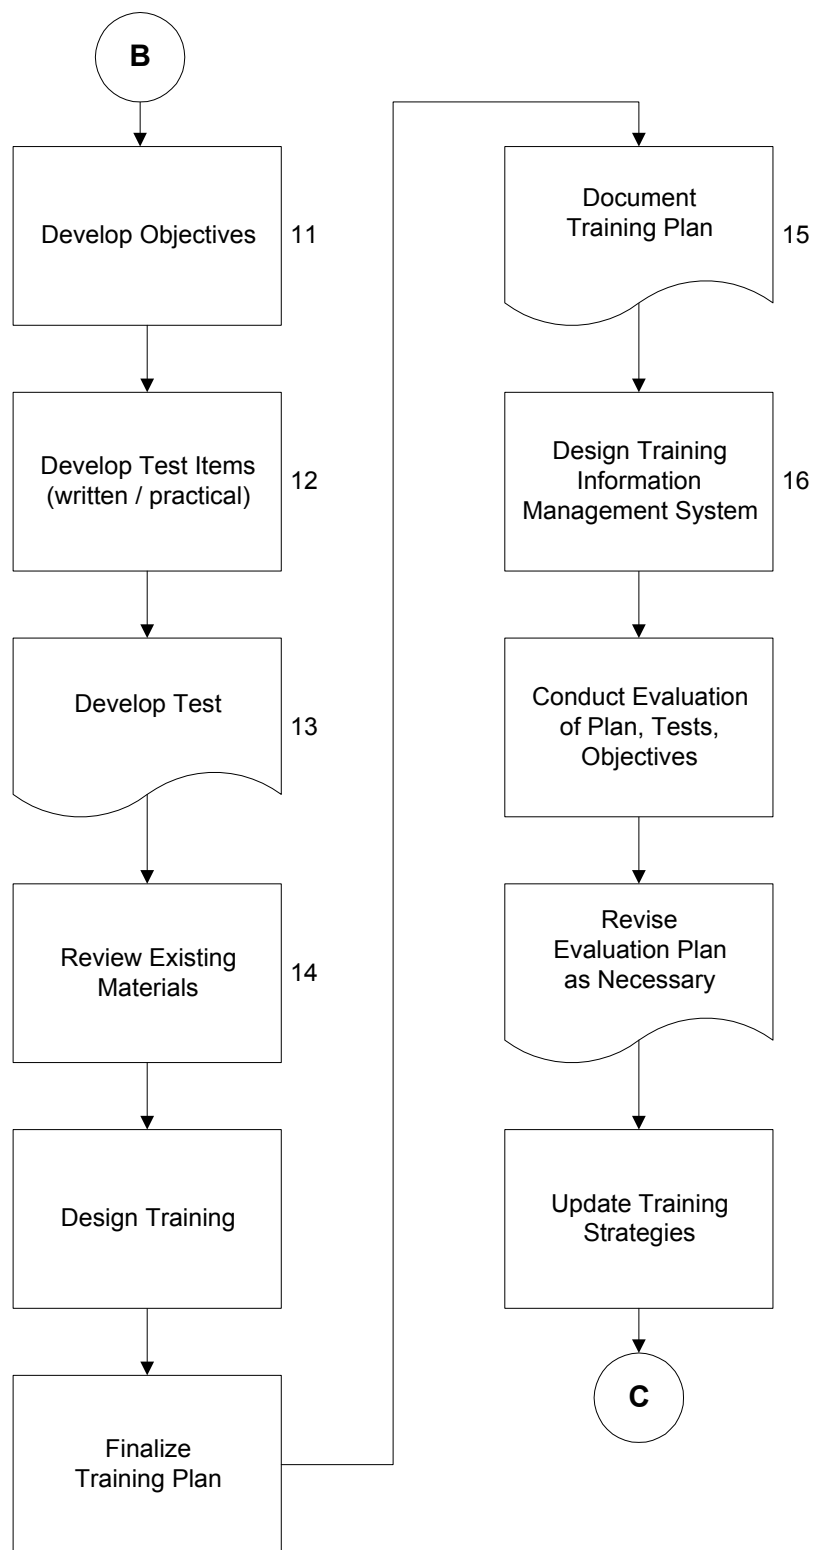 B
Develop Objectives
11
Develop Test Items
(written / practical)
12
Develop Test
13
Review Existing
Materials
14
Design Training
Finalize
Training Plan
Document
Training Plan
15
Design Training
Information
Management System
16
Conduct Evaluation
of Plan, Tests,
Objectives
Revise
Evaluation Plan
as Necessary
Update Training
Strategies
C